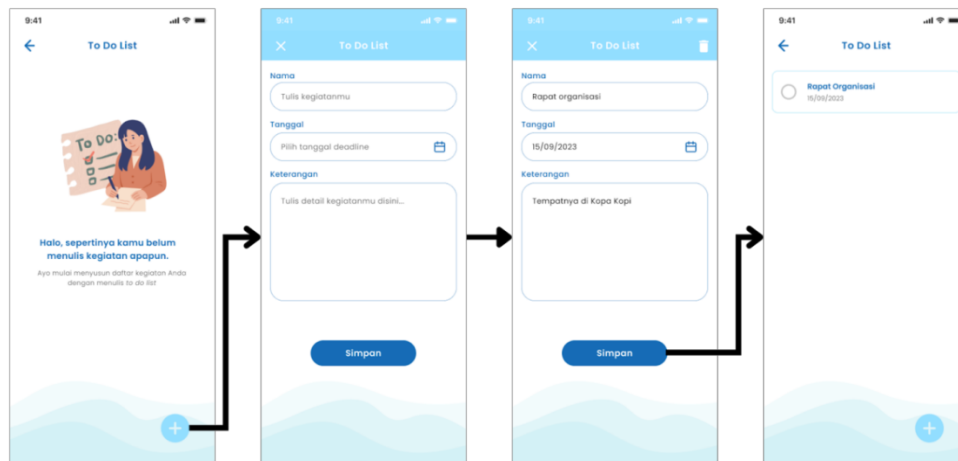 9:41
To Do List
To Do:
Halo, sepertinya kamu belum
menulis kegiatan apapun.
Ayo mulai menyusun daftar kegiatan Anda
dengan menulis to do list
9:41
To Do List
Nama
Tulis kegiatanmu
Tanggal
Pilih tanggal deadline
Keterangan
Tulis detail kegiatanmu disini...
Simpan
9:41
To Do List
Nama
Rapat organisasi
Tanggal
15/09/2023
Keterangan
Tempatnya di Kopa Kopi
Simpan
9:41
To Do List
Rapat Organisasi
15/09/2023